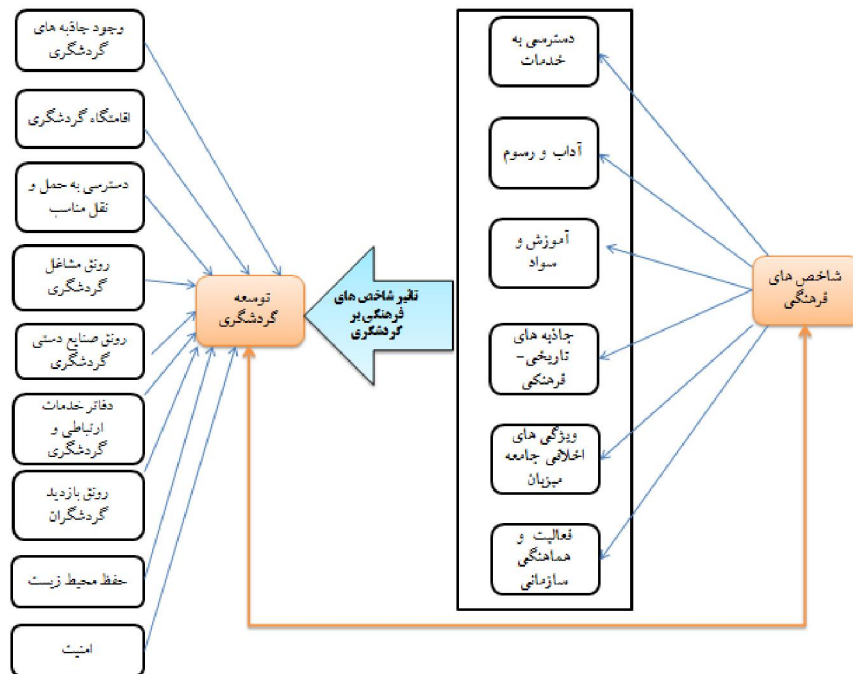 دسترسی به
خدمات
آداب و رسوم
آموزش و
سواد
جاذبه های
تاریخی-
فرهنگی
ویژگی های
اخلاقی جامعه
میزبان
فعالیت و
هماهنگی
سازمانی
شاخص های
فرهنگی
تاثیر شاخص های
فرهنگی بر
گردشگری
توسعه
گردشگری
وجود جاذبه های
گردشگری
اقامتگاه گردشگری
دسترسی به حمل و
نقل مناسب
رونق مشاغل
گردشگری
رونق صنایع دستی
گردشگری
دفاتر خدمات
ارتباطی و
گردشگری
رونق بازدید
گردشگران
حفظ محیط زیست
امنیت